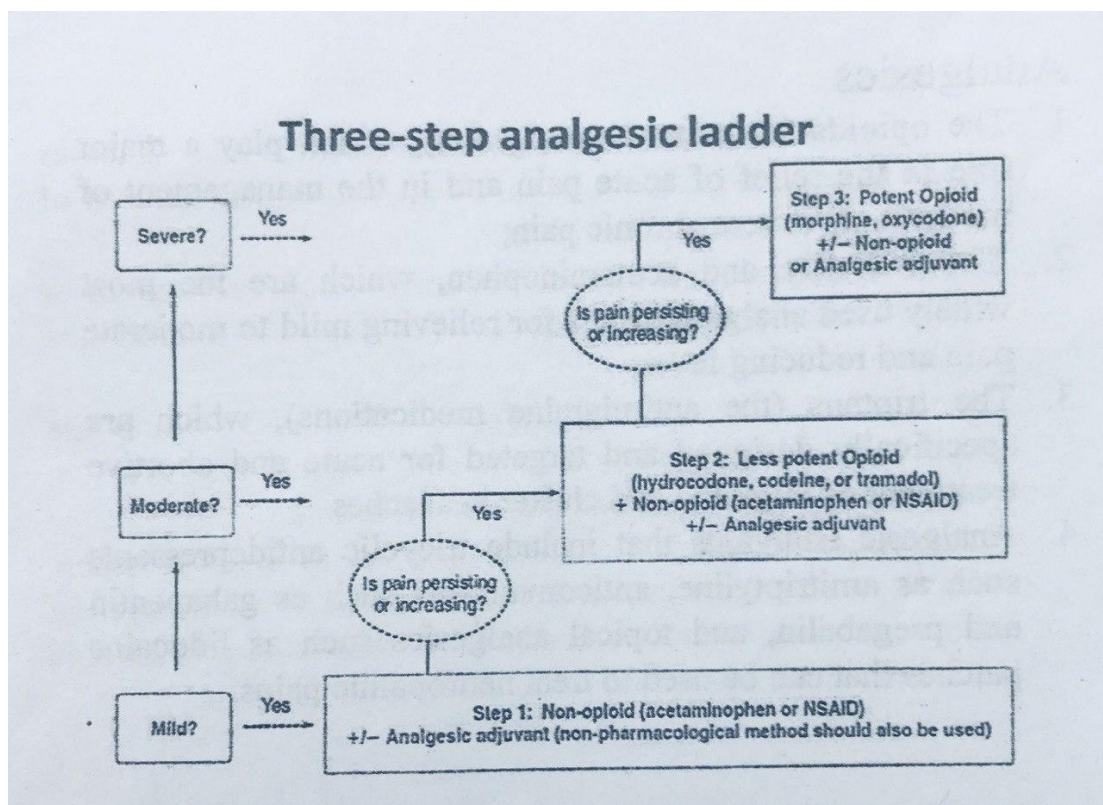 Three-step analgesic ladder
Severe?
Yes
Step 3: Potent Opioid
(morphine, oxycodone)
+/– Non-opioid
or Analgesic adjuvant
Yes
Is pain persisting
or increasing?
Moderate?
Yes
Step 2: Less potent Opioid
(hydrocodone, codeine, or tramadol)
+ Non-opioid (acetaminophen or NSAID)
+/– Analgesic adjuvant
Yes
Is pain persisting
or increasing?
Mild?
Yes
Step 1: Non-opioid (acetaminophen or NSAID)
+/– Analgesic adjuvant (non-pharmacological method should also be used)